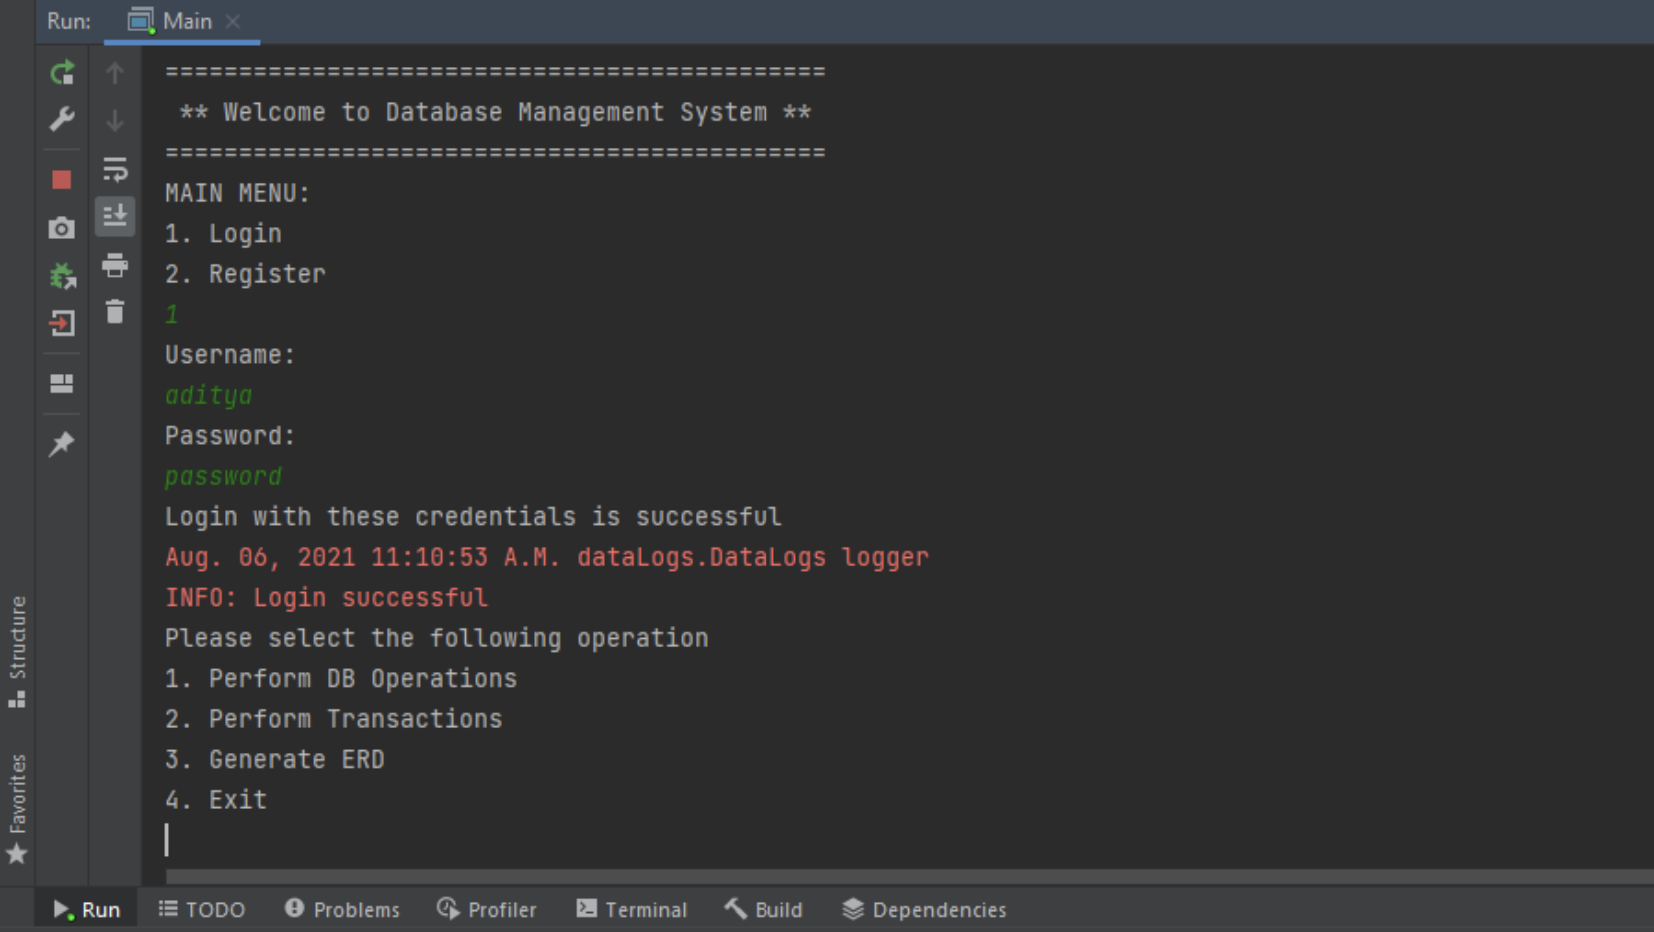 Run: Main
=============================================
** Welcome to Database Management System **
=============================================
MAIN MENU:
1. Login
2. Register
1
Username:
aditya
Password:
password
Login with these credentials is successful
Aug. 06, 2021 11:10:53 A.M. dataLogs.DataLogs logger
INFO: Login successful
Please select the following operation
1. Perform DB Operations
2. Perform Transactions
3. Generate ERD
4. Exit
Structure
Favorites
Run TODO Problems Profiler Terminal Build Dependencies